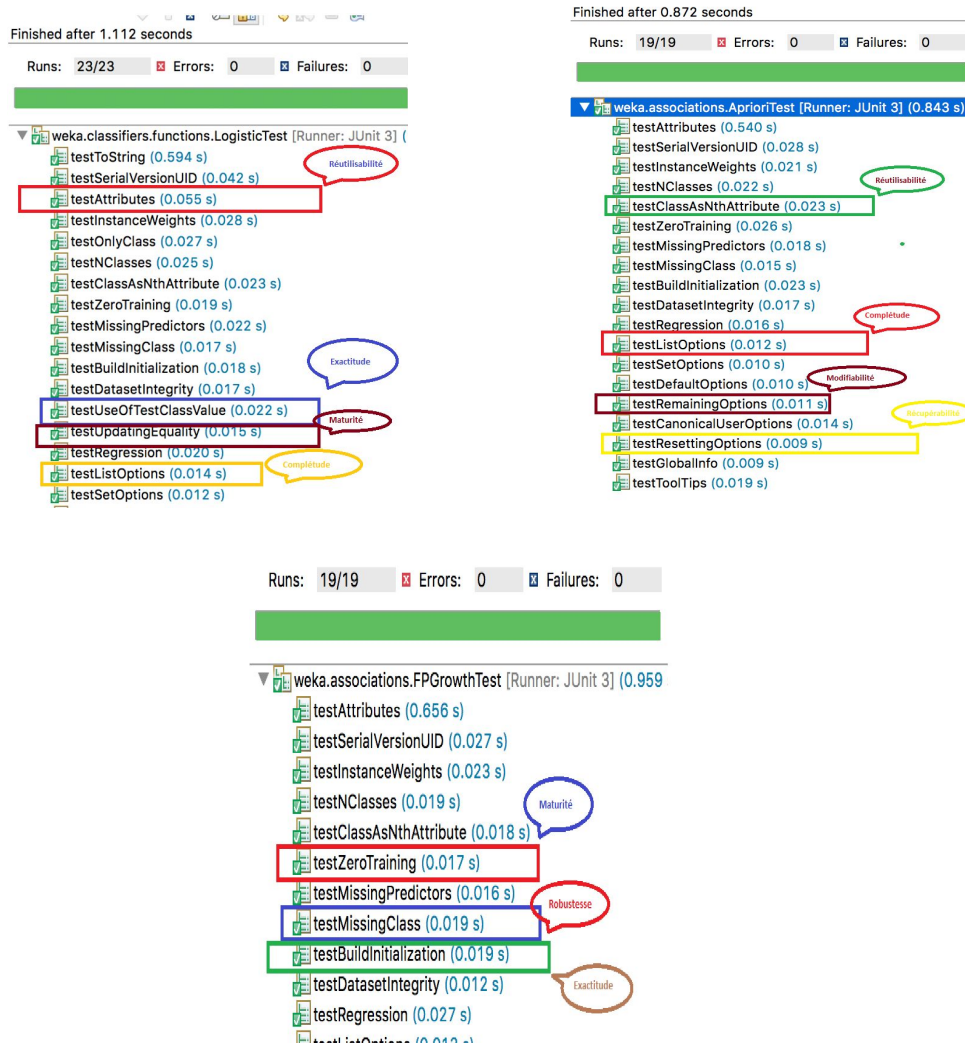 Finished after 1.112 seconds
Runs: 23/23 Errors: 0 Failures: 0
weka.classifiers.functions.LogisticTest [Runner: JUnit 3] (
testToString (0.594 s)
Réutilisabilité
testSerialVersionUID (0.042 s)
testAttributes (0.055 s)
testInstanceWeights (0.028 s)
testOnlyClass (0.027 s)
testNClasses (0.025 s)
testClassAsNthAttribute (0.023 s)
testZeroTraining (0.019 s)
testMissingPredictors (0.022 s)
testMissingClass (0.017 s)
Exactitude
testBuildInitialization (0.018 s)
testDatasetIntegrity (0.017 s)
testUseOfTestClassValue (0.022 s)
Maturité
testUpdatingEquality (0.015 s)
testRegression (0.020 s)
Complétude
testListOptions (0.014 s)
testSetOptions (0.012 s)
Finished after 0.872 seconds
Runs: 19/19 Errors: 0 Failures: 0
weka.associations.AprioriTest [Runner: JUnit 3] (0.843 s)
testAttributes (0.540 s)
testSerialVersionUID (0.028 s)
testInstanceWeights (0.021 s)
Réutilisabilité
testNClasses (0.022 s)
testClassAsNthAttribute (0.023 s)
testZeroTraining (0.026 s)
testMissingPredictors (0.018 s)
testMissingClass (0.015 s)
testBuildInitialization (0.023 s)
testDatasetIntegrity (0.017 s)
Complétude
testRegression (0.016 s)
testListOptions (0.012 s)
testSetOptions (0.010 s)
Modifiabilité
testDefaultOptions (0.010 s)
testRemainingOptions (0.011 s)
Récupérabilité
testCanonicalUserOptions (0.014 s)
testResettingOptions (0.009 s)
testGlobalInfo (0.009 s)
testToolTips (0.019 s)
Runs: 19/19 Errors: 0 Failures: 0
weka.associations.FPGrowthTest [Runner: JUnit 3] (0.959
testAttributes (0.656 s)
testSerialVersionUID (0.027 s)
testInstanceWeights (0.023 s)
testNClasses (0.019 s)
Maturité
testClassAsNthAttribute (0.018 s)
testZeroTraining (0.017 s)
testMissingPredictors (0.016 s)
Robustesse
testMissingClass (0.019 s)
testBuildInitialization (0.019 s)
testDatasetIntegrity (0.012 s)
Exactitude
testRegression (0.027 s)
testListOptions (0.012 s)